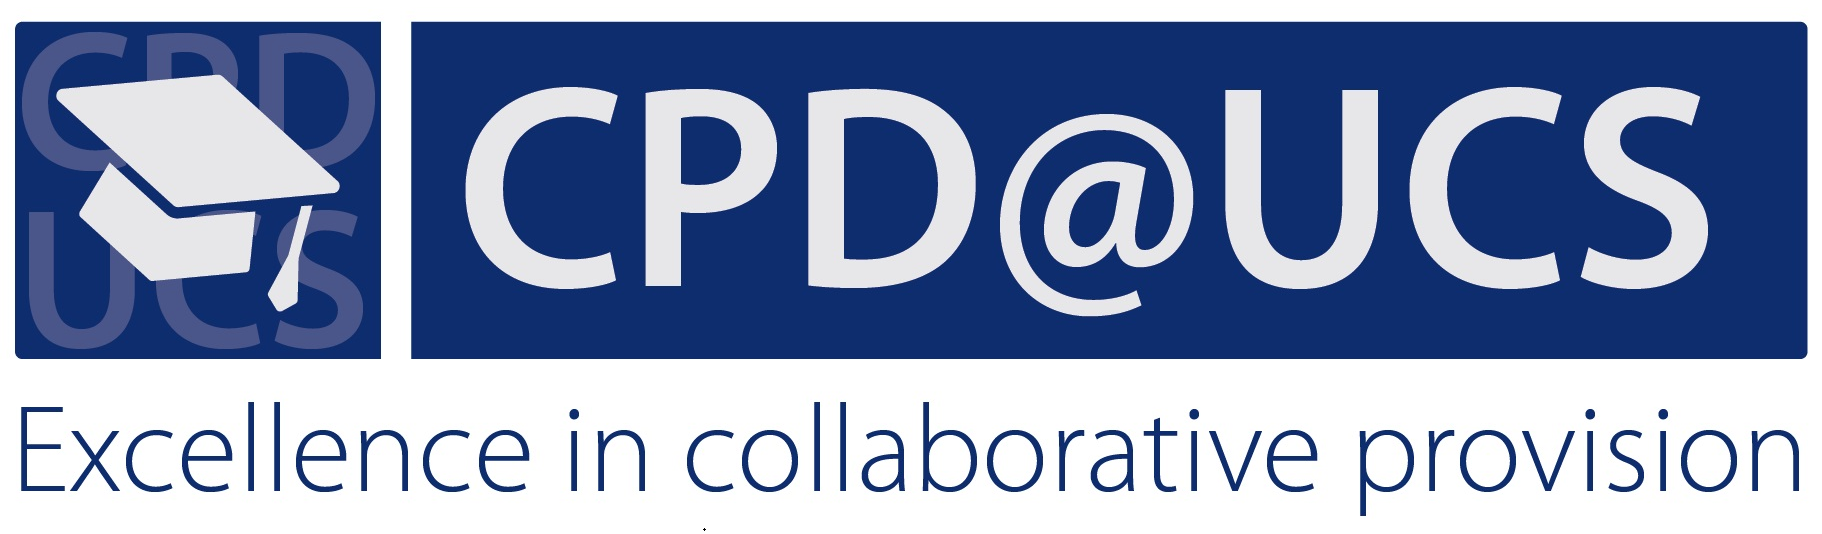 CPD
UCS
CPD@UCS
Excellence in collaborative provision